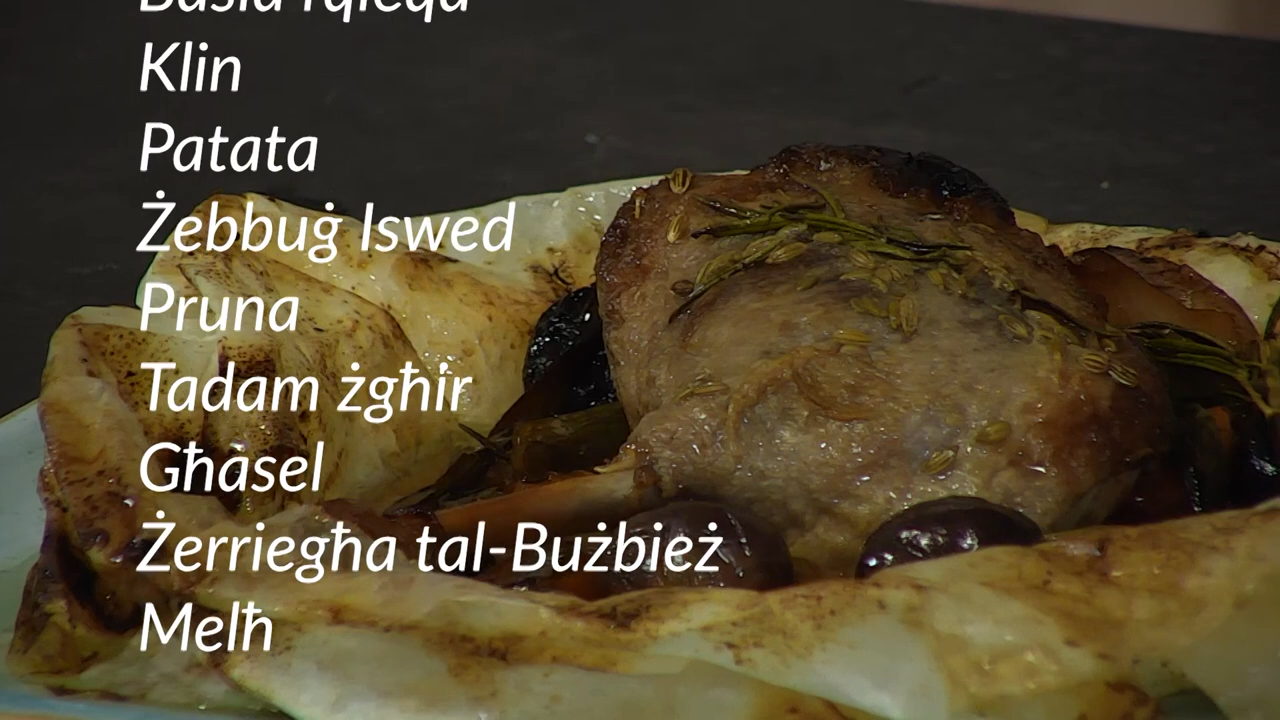 Klin
Patata
Żebbuġ Iswed
Pruna
Tadam żgħir
Għasel
Żerriegħa tal-Bużbież
Melħ